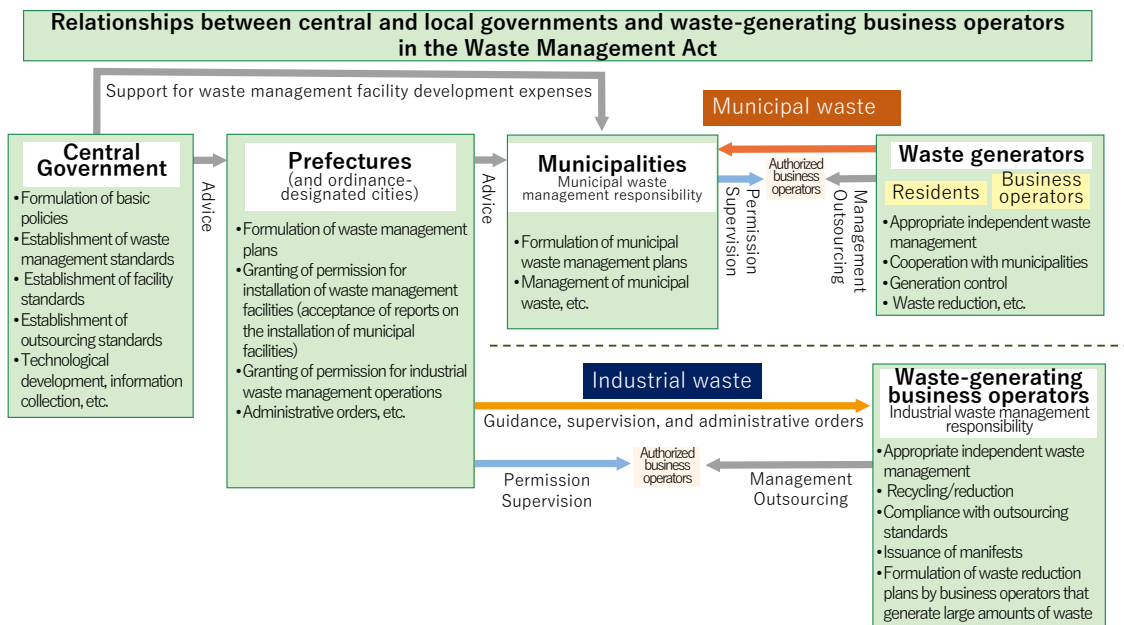 Relationships between central and local governments and waste-generating business operators
in the Waste Management Act
Support for waste management facility development expenses
Central
Government
•Formulation of basic
policies
•Establishment of waste
management standards
• Establishment of facility
standards
•Establishment of
outsourcing standards
•Technological
development, information
collection, etc.
Advice
Prefectures
(and ordinance-
designated cities)
•Formulation of waste management
plans
•Granting of permission for
installation of waste management
facilities (acceptance of reports on
the installation of municipal
facilities)
•Granting of permission for industrial
waste management operations
•Administrative orders, etc.
Advice
Municipalities
Municipal waste
management responsibility
•Formulation of municipal
waste management plans
•Management of municipal
waste, etc.
Municipal waste
Authorized
business
operators
Permission
Supervision
Management
Outsourcing
Waste generators
Residents
Business
operators
•Appropriate independent waste
management
•Cooperation with municipalities
•Generation control
• Waste reduction, etc.
Industrial waste
Guidance, supervision, and administrative orders
Authorized
business
operators
Permission
Supervision
Management
Outsourcing
Waste-generating
business operators
Industrial waste management
responsibility
•Appropriate independent waste
management
• Recycling/reduction
•Compliance with outsourcing
standards
•Issuance of manifests
•Formulation of waste reduction
plans by business operators that
generate large amounts of waste